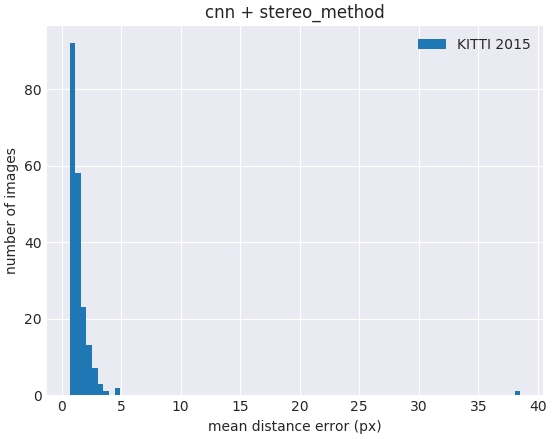 cnn + stereo_method
KITTI 2015
number of images
80
60
40
20
0
0 5 10 15 20 25 30 35 40
mean distance error (px)